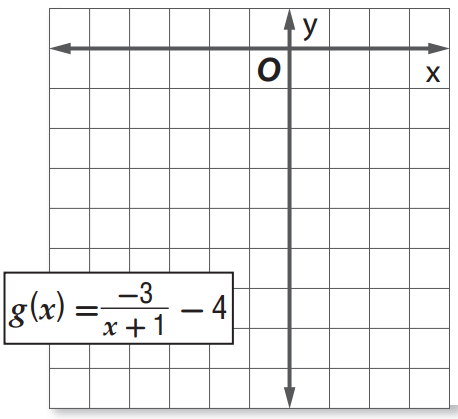 y
O
x
g(x) = -3/(x + 1) - 4